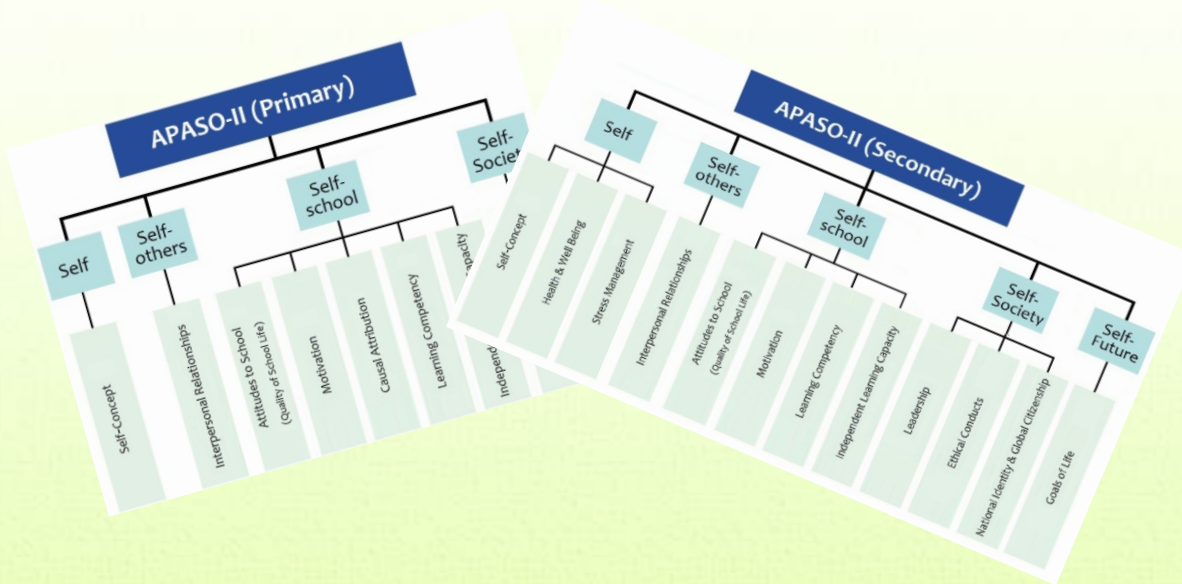 APASO-II (Primary)
Self
Self-
others
Self-
school
Self-
Self-Concept
Interpersonal Relationships
Attitudes to School
(Quality of School Life)
Motivation
Causal Attribution
Learning Competency
APASO-II (Secondary)
Self
Self-
others
Self-
school
Self-
Society
Self-
Future
Self-Concept
Health & Well Being
Stress Management
Interpersonal Relationships
Attitudes to School
(Quality of School Life)
Motivation
Learning Competency
Independent Learning Capacity
Leadership
Ethical Conducts
National Identity & Global Citizenship
Goals of Life